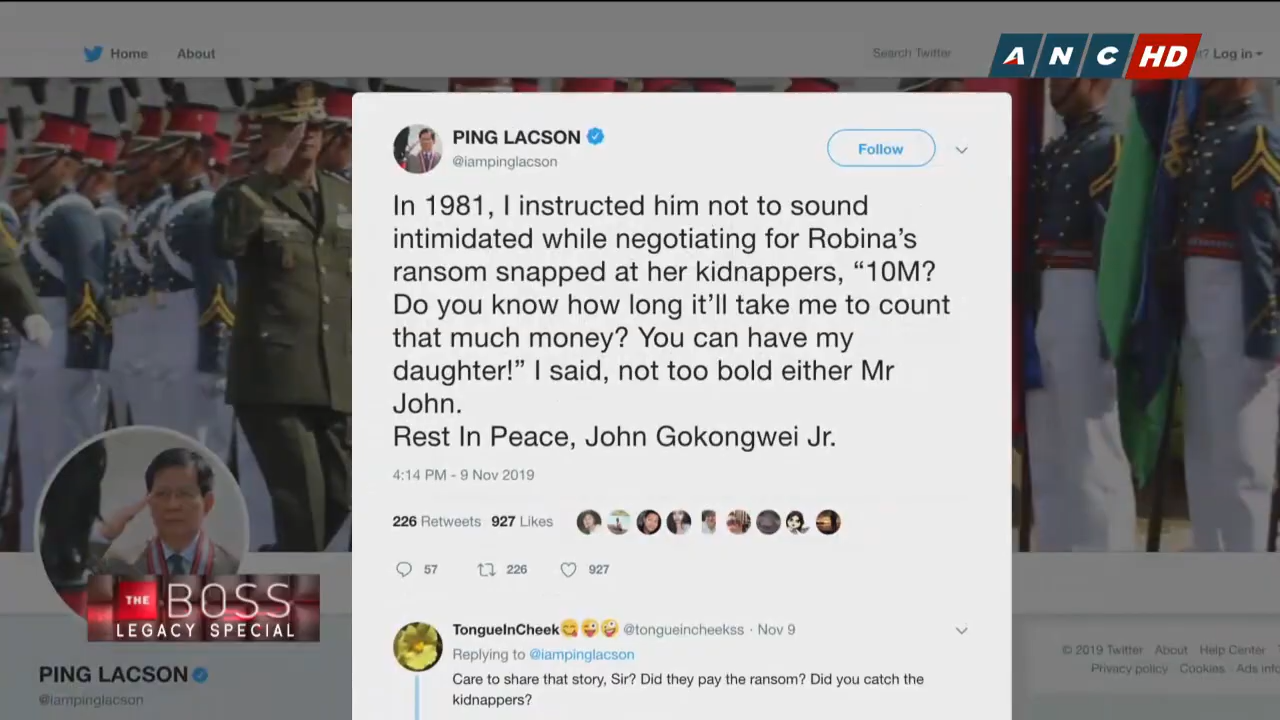 Home About Search Twitter Log in
ANC HD
PING LACSON
@iampinglacson
Follow
In 1981, I instructed him not to sound
intimidated while negotiating for Robina’s
ransom snapped at her kidnappers, “10M?
Do you know how long it’ll take me to count
that much money? You can have my
daughter!” I said, not too bold either Mr
John.
Rest In Peace, John Gokongwei Jr.
4:14 PM - 9 Nov 2019
226 Retweets 927 Likes
57 226 927
TongueInCheek😋😜🤪 @tongueincheekss · Nov 9
Replying to @iampinglacson
Care to share that story, Sir? Did they pay the ransom? Did you catch the
kidnappers?
THE BOSS
LEGACY SPECIAL
PING LACSON
@iampinglacson
© 2019 Twitter About Help Center
Privacy policy Cookies Ads